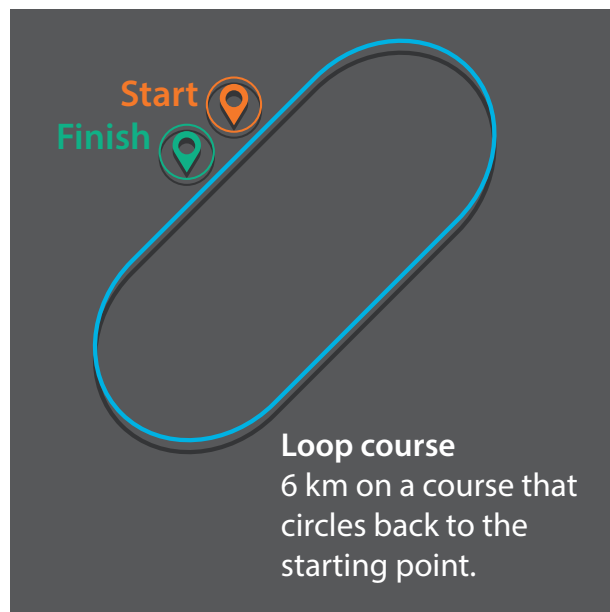 Start
Finish
Loop course
6 km on a course that
circles back to the
starting point.